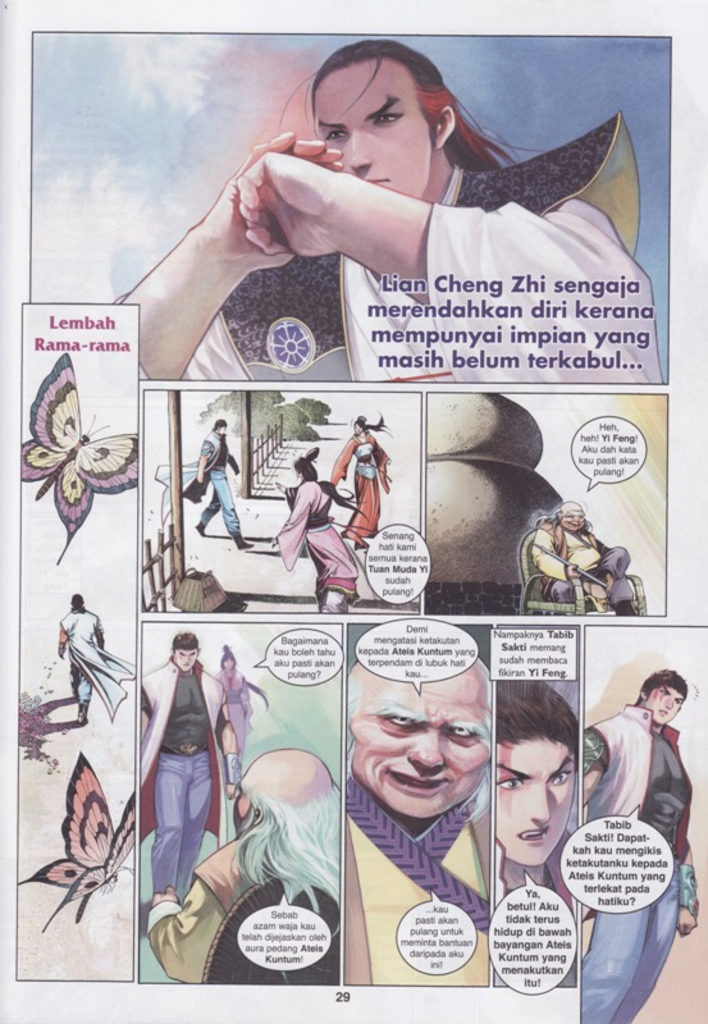 Lian Cheng Zhi sengaja
merendahkan diri kerana
mempunyai impian yang
masih belum terkabul...
Lembah
Rama-rama
Senang
hati kami
semua kerana
Tuan Muda Yi
sudah
pulang!
Heh,
heh! Yi Feng!
Aku dah kata
kau pasti akan
pulang!
Bagaimana
kau boleh tahu
aku pasti akan
pulang?
Sebab
azam waja kau
telah dijejaskan
oleh pedang Ateis
Kuntum!
Demi
mengatasi ketakutan
kepada Ateis Kuntum yang
terpendam di lubuk hati
kau...
...kau
pasti akan
pulang untuk
meminta bantuan
daripada aku
ini!
Nampaknya Tabib
Sakti memang
sudah membaca
fikiran Yi Feng.
Ya,
betul! Aku
tidak terus
hidup di bawah
bayangan Ateis
Kuntum yang
menakutkan
itu!
Tabib
Sakti! Dapat-
kah kau mengikis
ketakutanku kepada
Ateis Kuntum yang
terlekat pada
hatiku?
29